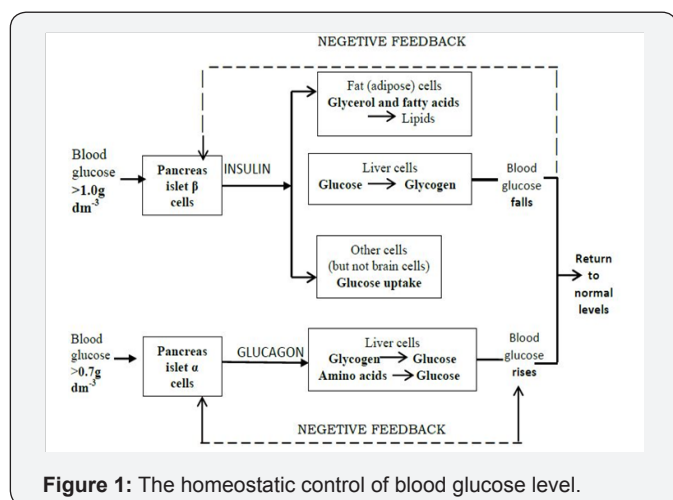 NEGETIVE FEEDBACK
Fat (adipose) cells
Glycerol and fatty acids
→ Lipids
Blood
glucose
>1.0g
dm⁻³
Pancreas
islet β
cells
INSULIN
Liver cells
Glucose → Glycogen
Blood
glucose
falls
Other cells
(but not brain cells)
Glucose uptake
Return
to
normal
levels
Blood
glucose
>0.7g
dm⁻³
Pancreas
islet α
cells
GLUCAGON
Liver cells
Glycogen → Glucose
Amino acids → Glucose
Blood
glucose
rises
NEGETIVE FEEDBACK
Figure 1: The homeostatic control of blood glucose level.